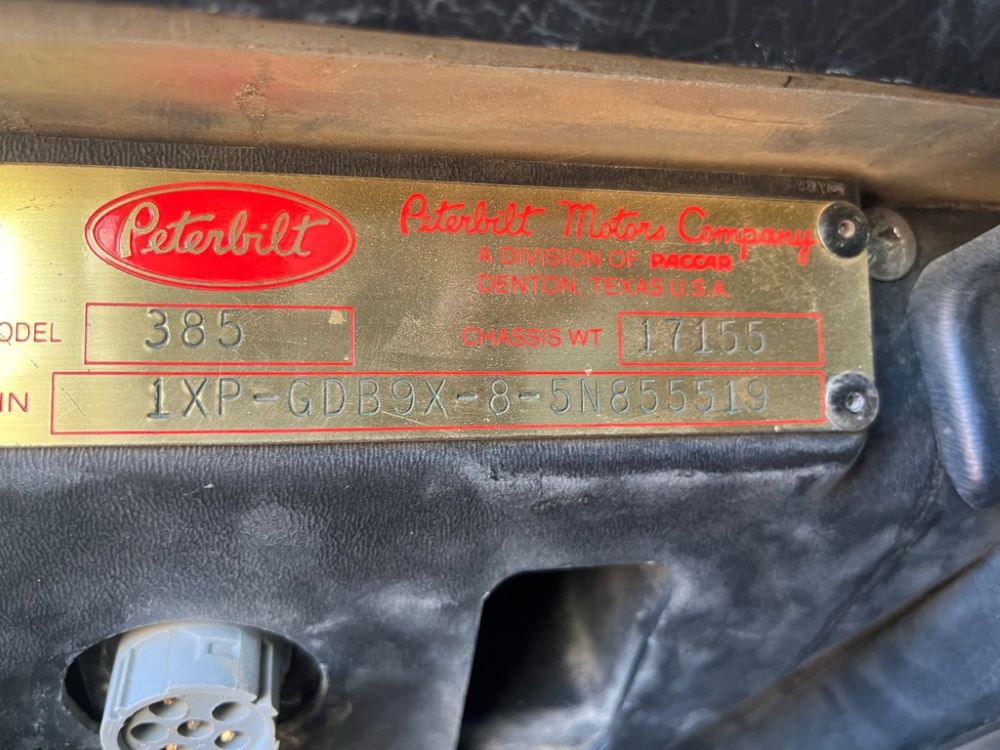 Peterbilt
Peterbilt Motors Company
A DIVISION OF PACCAR
DENTON, TEXAS U.S.A.
ODEL 385
CHASSIS WT 17155
IN 1XP-GDB9X-8-5N855519